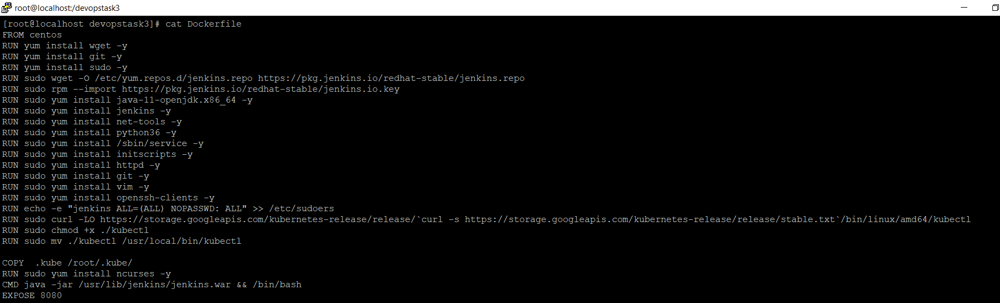 root@localhost:/devopstask3
[root@localhost devopstask3]# cat Dockerfile
FROM centos
RUN yum install wget -y
RUN yum install git -y
RUN yum install sudo -y
RUN sudo wget -O /etc/yum.repos.d/jenkins.repo https://pkg.jenkins.io/redhat-stable/jenkins.repo
RUN sudo rpm --import https://pkg.jenkins.io/redhat-stable/jenkins.io.key
RUN sudo yum install java-11-openjdk.x86_64 -y
RUN sudo yum install jenkins -y
RUN sudo yum install net-tools -y
RUN sudo yum install python36 -y
RUN sudo yum install /sbin/service -y
RUN sudo yum install initscripts -y
RUN sudo yum install httpd -y
RUN sudo yum install git -y
RUN sudo yum install vim -y
RUN sudo yum install openssh-clients -y
RUN echo -e "jenkins ALL=(ALL) NOPASSWD: ALL" >> /etc/sudoers
RUN sudo curl -LO https://storage.googleapis.com/kubernetes-release/release/`curl -s https://storage.googleapis.com/kubernetes-release/release/stable.txt`/bin/linux/amd64/kubectl
RUN sudo chmod +x ./kubectl
RUN sudo mv ./kubectl /usr/local/bin/kubectl
COPY  .kube /root/.kube/
RUN sudo yum install ncurses -y
CMD java -jar /usr/lib/jenkins/jenkins.war && /bin/bash
EXPOSE 8080